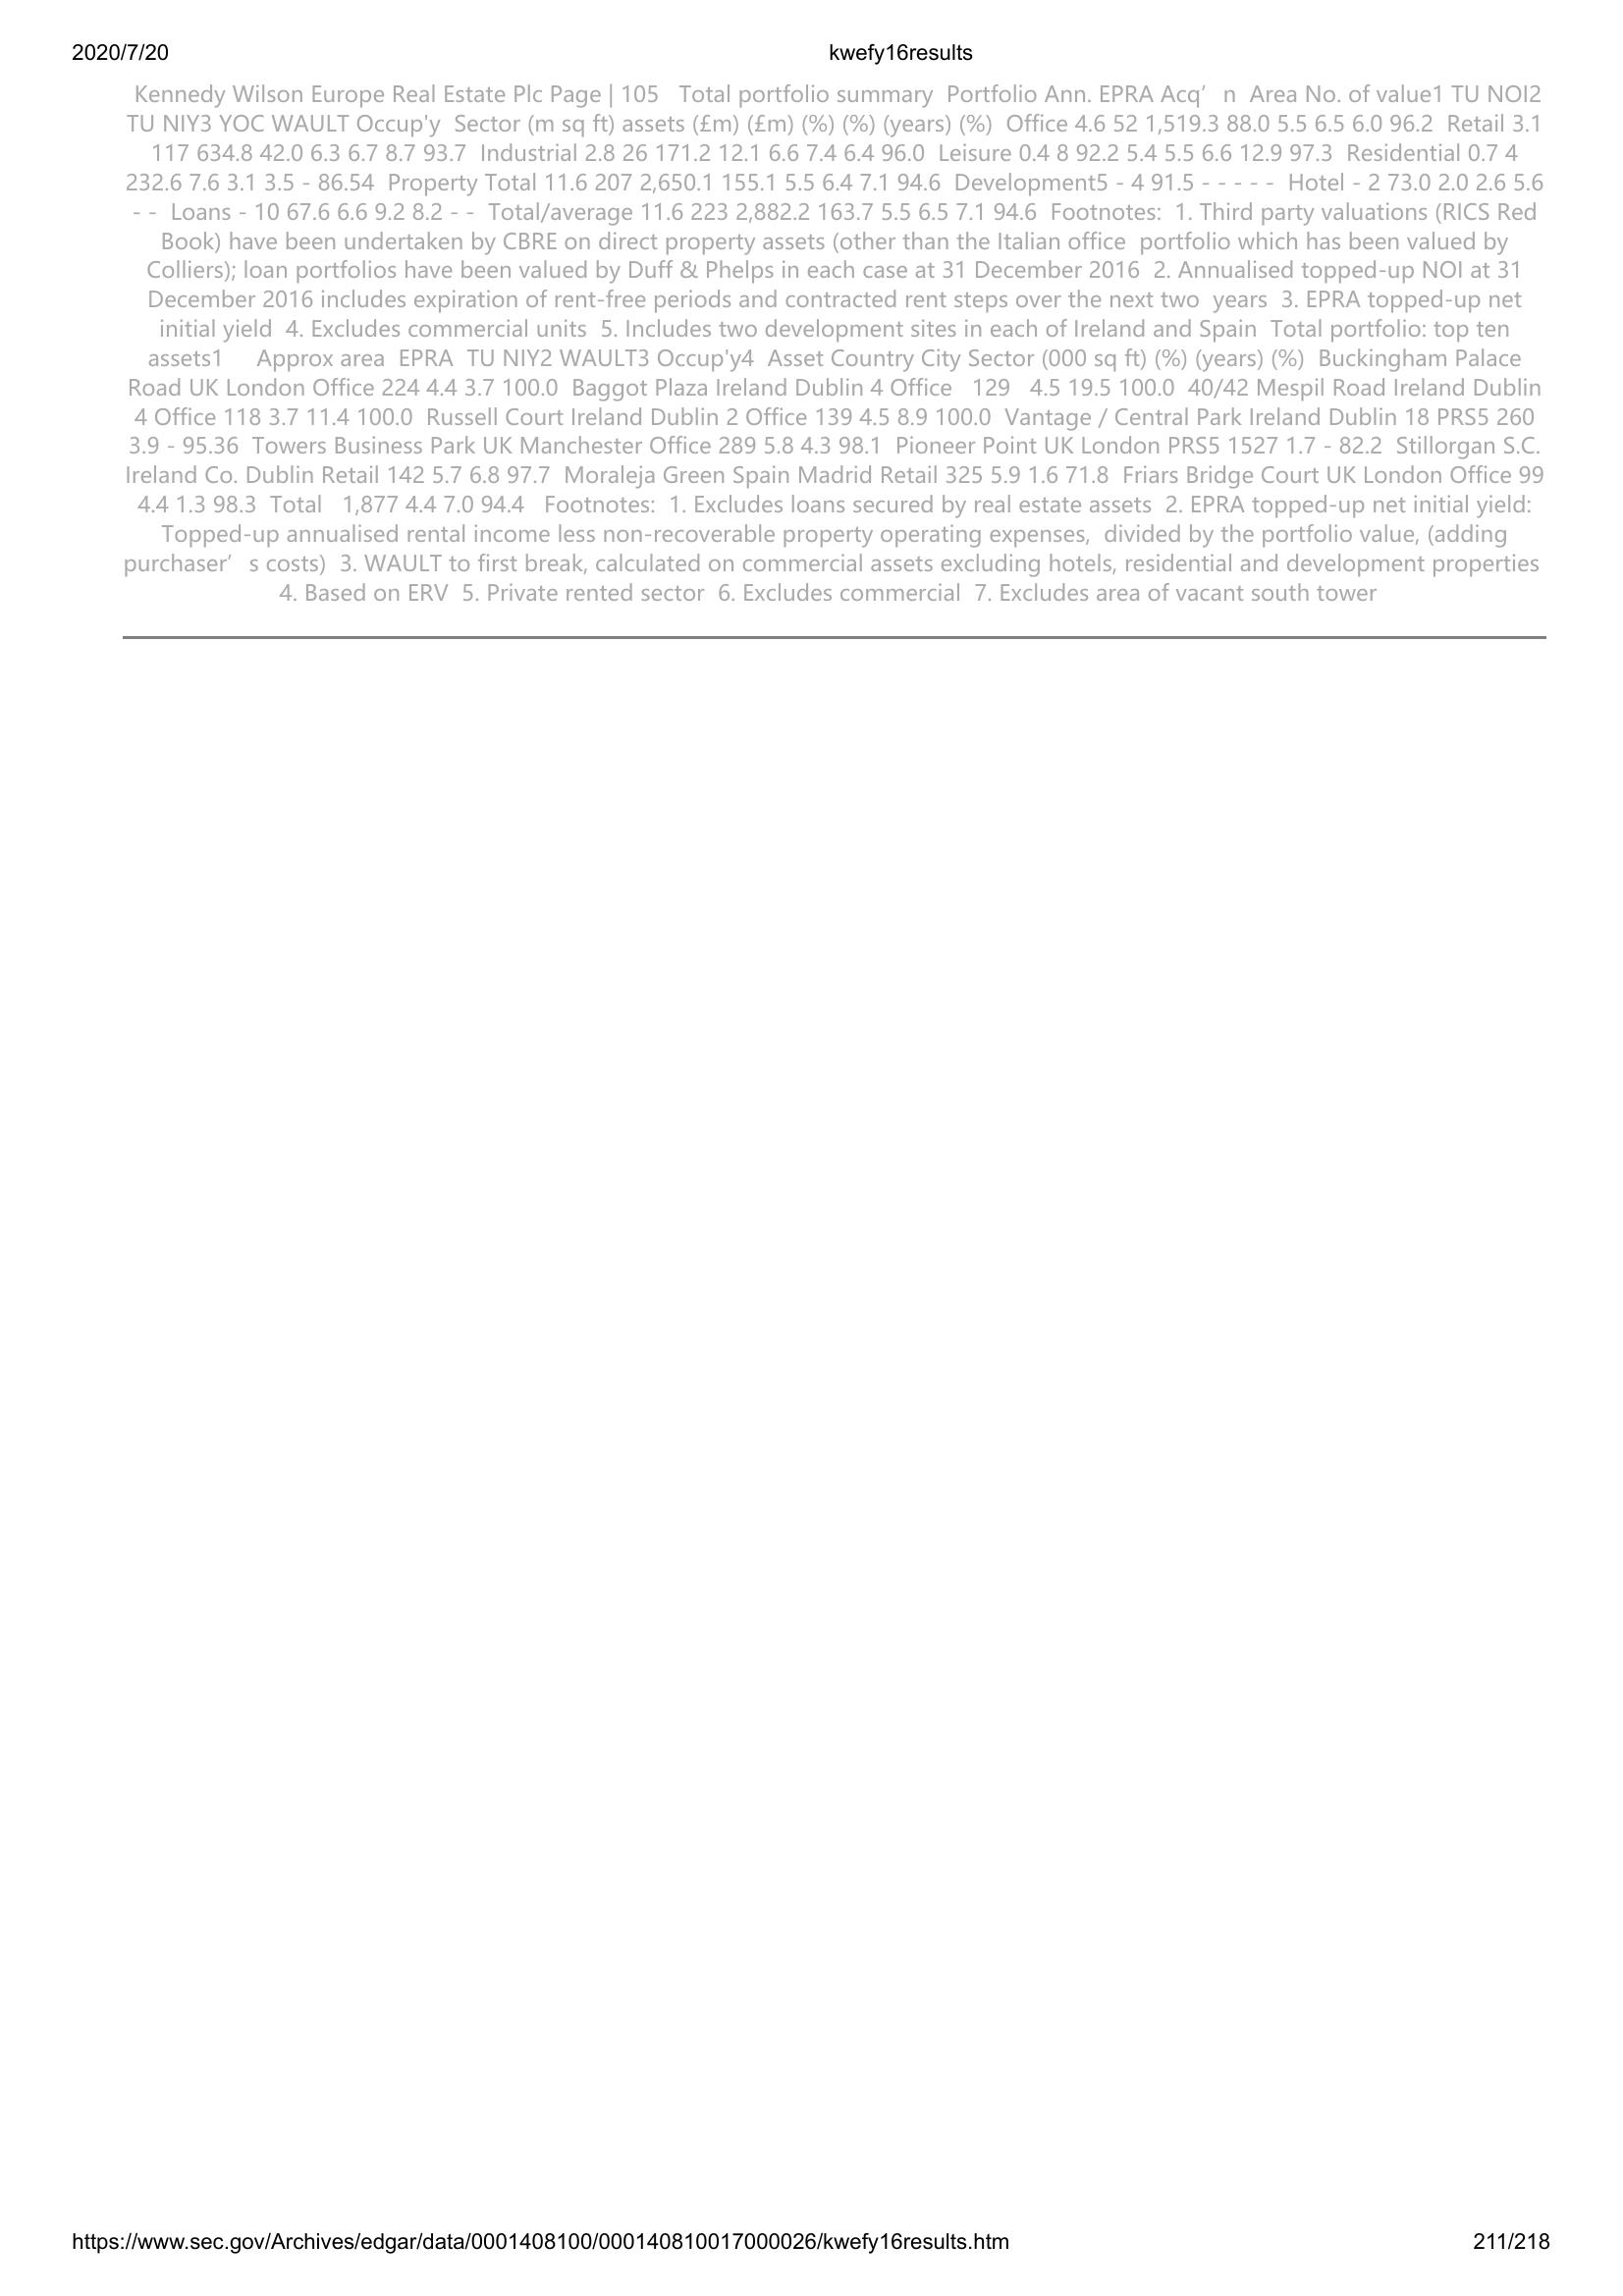 2020/7/20 kwefy16results
Kennedy Wilson Europe Real Estate Plc Page | 105 Total portfolio summary Portfolio Ann. EPRA Acq’n Area No. of value1 TU NOI2
TU NIY3 YOC WAULT Occup'y Sector (m sq ft) assets (£m) (£m) (%) (%) (years) (%) Office 4.6 52 1,519.3 88.0 5.5 6.5 6.0 96.2 Retail 3.1
117 634.8 42.0 6.3 6.7 8.7 93.7 Industrial 2.8 26 171.2 12.1 6.6 7.4 6.4 96.0 Leisure 0.4 8 92.2 5.4 5.5 6.6 12.9 97.3 Residential 0.7 4
232.6 7.6 3.1 3.5 - 86.54 Property Total 11.6 207 2,650.1 155.1 5.5 6.4 7.1 94.6 Development5 - 4 91.5 - - - - - Hotel - 2 73.0 2.0 2.6 5.6
- - Loans - 10 67.6 6.6 9.2 8.2 - - Total/average 11.6 223 2,882.2 163.7 5.5 6.5 7.1 94.6 Footnotes: 1. Third party valuations (RICS Red
Book) have been undertaken by CBRE on direct property assets (other than the Italian office portfolio which has been valued by
Colliers); loan portfolios have been valued by Duff & Phelps in each case at 31 December 2016 2. Annualised topped-up NOI at 31
December 2016 includes expiration of rent-free periods and contracted rent steps over the next two years 3. EPRA topped-up net
initial yield 4. Excludes commercial units 5. Includes two development sites in each of Ireland and Spain Total portfolio: top ten
assets1 Approx area EPRA TU NIY2 WAULT3 Occup'y4 Asset Country City Sector (000 sq ft) (%) (years) (%) Buckingham Palace
Road UK London Office 224 4.4 3.7 100.0 Baggot Plaza Ireland Dublin 4 Office 129 4.5 19.5 100.0 40/42 Mespil Road Ireland Dublin
4 Office 118 3.7 11.4 100.0 Russell Court Ireland Dublin 2 Office 139 4.5 8.9 100.0 Vantage / Central Park Ireland Dublin 18 PRS5 260
3.9 - 95.36 Towers Business Park UK Manchester Office 289 5.8 4.3 98.1 Pioneer Point UK London PRS5 1527 1.7 - 82.2 Stillorgan S.C.
Ireland Co. Dublin Retail 142 5.7 6.8 97.7 Moraleja Green Spain Madrid Retail 325 5.9 1.6 71.8 Friars Bridge Court UK London Office 99
4.4 1.3 98.3 Total 1,877 4.4 7.0 94.4 Footnotes: 1. Excludes loans secured by real estate assets 2. EPRA topped-up net initial yield:
Topped-up annualised rental income less non-recoverable property operating expenses, divided by the portfolio value, (adding
purchaser’s costs) 3. WAULT to first break, calculated on commercial assets excluding hotels, residential and development properties
4. Based on ERV 5. Private rented sector 6. Excludes commercial 7. Excludes area of vacant south tower
https://www.sec.gov/Archives/edgar/data/0001408100/000140810017000026/kwefy16results.htm 211/218